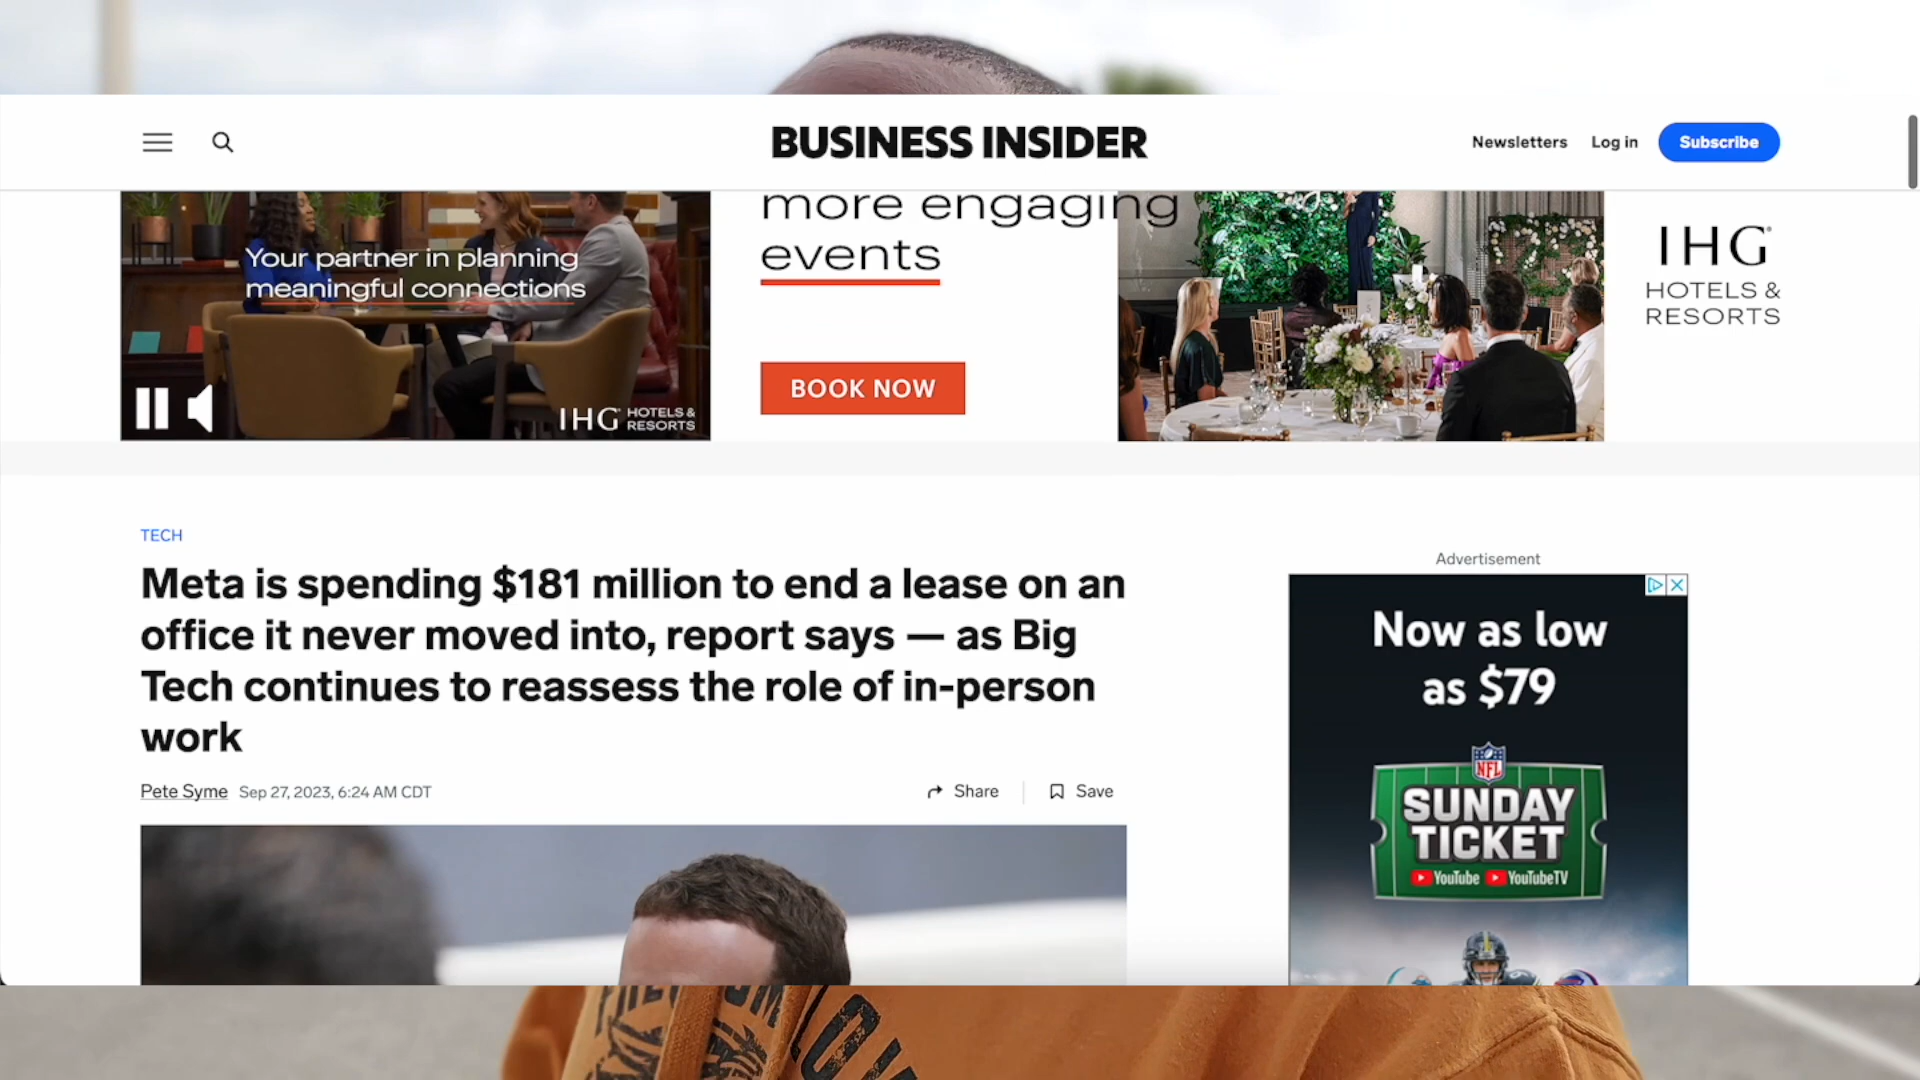 BUSINESS INSIDER
Newsletters
Log in
Subscribe
Your partner in planning
meaningful connections
IHG HOTELS &
RESORTS
more engaging
events
BOOK NOW
IHG
HOTELS &
RESORTS
TECH
Meta is spending $181 million to end a lease on an
office it never moved into, report says — as Big
Tech continues to reassess the role of in-person
work
Pete Syme Sep 27, 2023, 6:24 AM CDT
Share
Save
Advertisement
Now as low
as $79
NFL
SUNDAY
TICKET
YouTube YouTubeTV